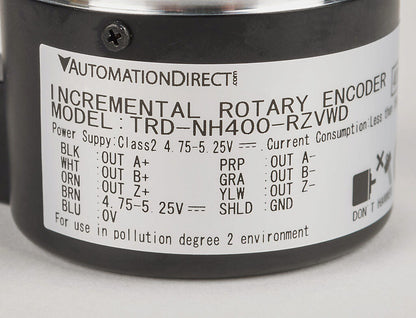 AUTOMATIONDIRECT.COM
INCREMENTAL ROTARY ENCODER
MODEL: TRD-NH400-RZVWD
Power Suppy:Class2 4.75-5.25V⎓. Current Consumption:Less
BLK :OUT A+ PRP :OUT A-
WHT :OUT B+ GRA :OUT B-
ORN :OUT Z+ YLW :OUT Z-
BRN :4.75-5.25V⎓ SHLD :GND
BLU :0V
For use in pollution degree 2 environment
DON'T